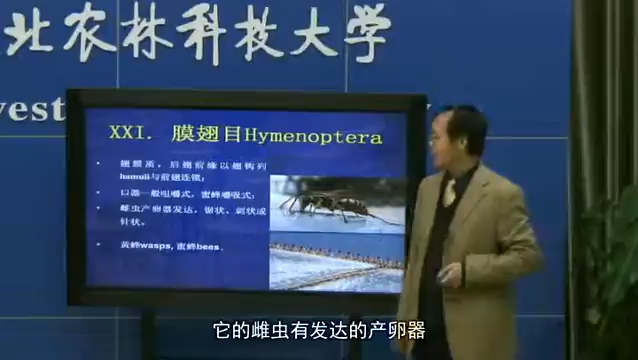 北农林科技大学
vest
y
XXI. 膜翅目Hymenoptera
• 翅膜质，后翅前缘以翅钩列
hamuli与前翅连锁；
• 口器一般咀嚼式，蜜蜂嚼吸式；
• 雌虫产卵器发达，锯状、刺状或
针状。
• 黄蜂wasps, 蜜蜂bees．
它的雌虫有发达的产卵器